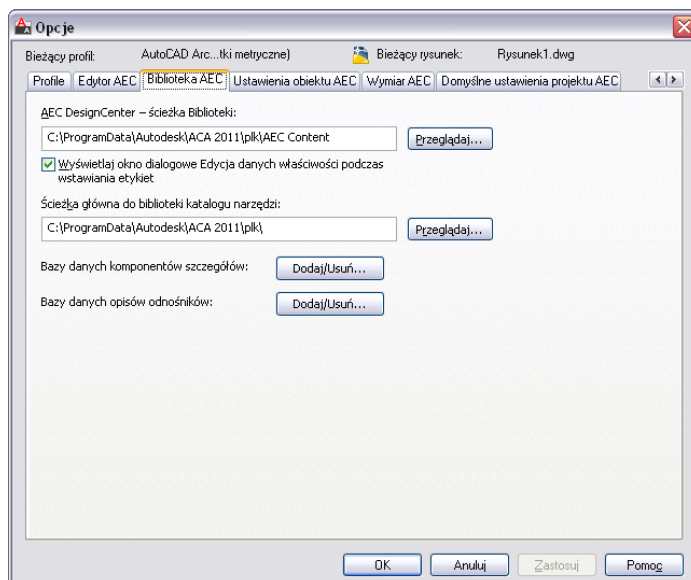 Opcje
Bieżący profil: AutoCAD Arc...tki metryczne) Bieżący rysunek: Rysunek1.dwg
Profile Edytor AEC Biblioteka AEC Ustawienia obiektu AEC Wymiar AEC Domyślne ustawienia projektu AEC
AEC DesignCenter – ścieżka Biblioteki:
C:\ProgramData\Autodesk\ACA 2011\plk\AEC Content Przeglądaj...
Wyświetlaj okno dialogowe Edycja danych właściwości podczas
wstawiania etykiet
Ścieżka główna do biblioteki katalogu narzędzi:
C:\ProgramData\Autodesk\ACA 2011\plk\ Przeglądaj...
Bazy danych komponentów szczegółów: Dodaj/Usuń...
Bazy danych opisów odnośników: Dodaj/Usuń...
OK Anuluj Zastosuj Pomoc